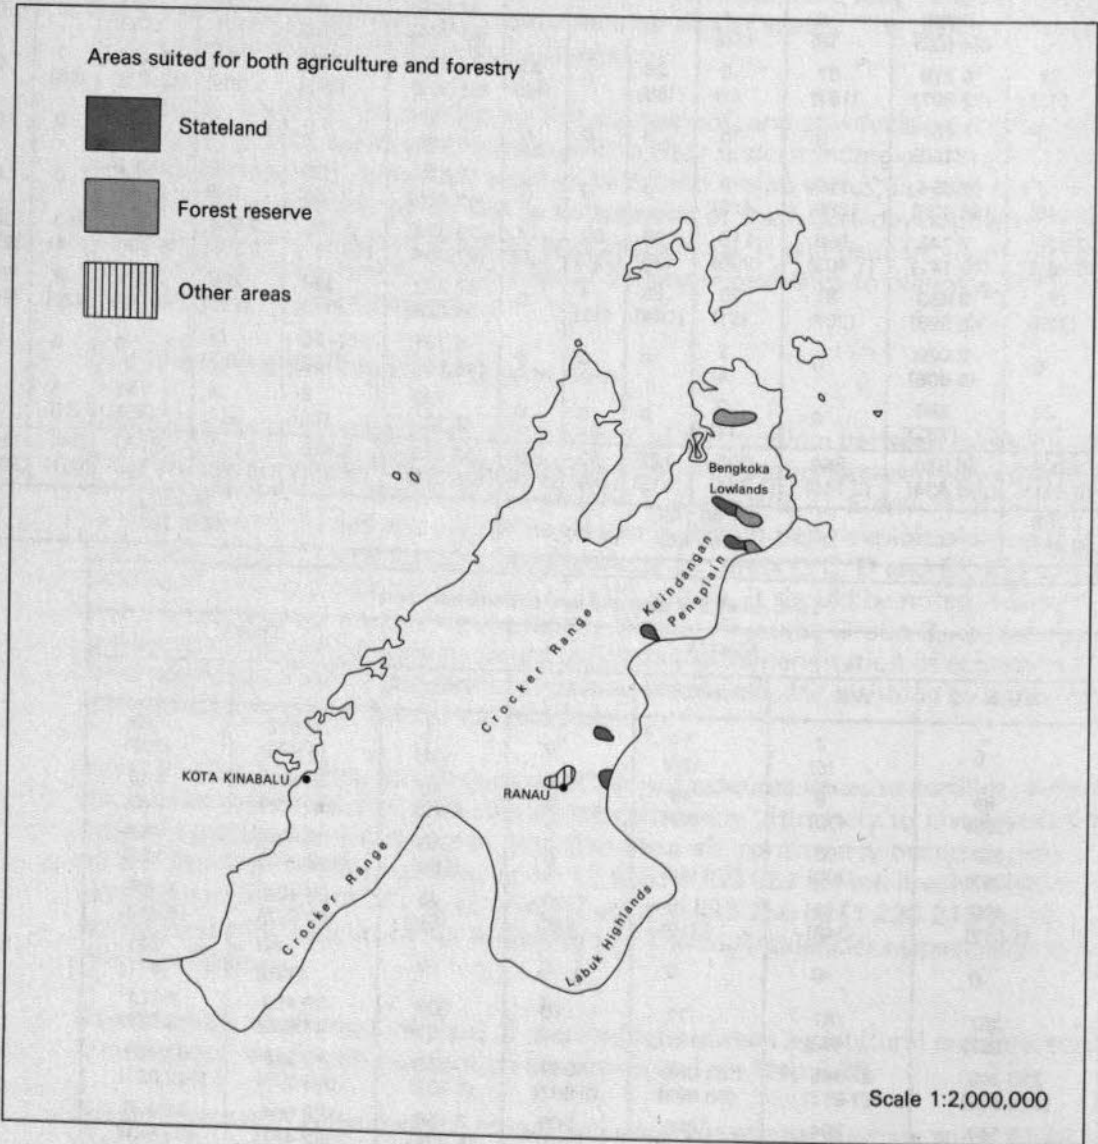 Areas suited for both agriculture and forestry
Stateland
Forest reserve
Other areas
Bengkoka
Lowlands
Kaindangan
Peneplain
Crocker Range
KOTA KINABALU
RANAU
Crocker Range
Labuk Highlands
Scale 1:2,000,000